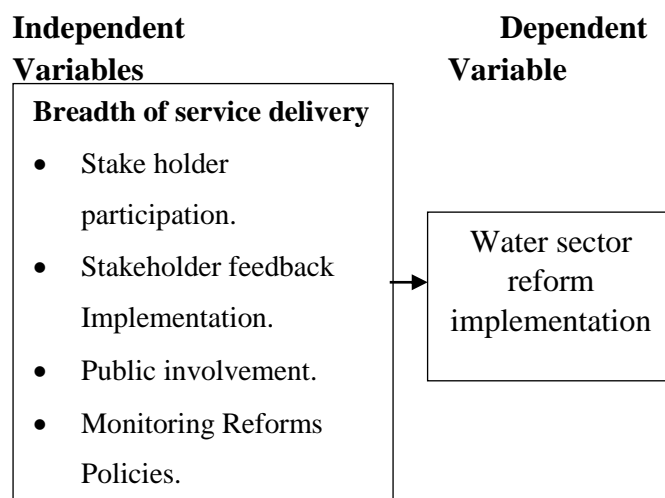 Independent Dependent
Variables Variable
Breadth of service delivery
• Stake holder
participation.
• Stakeholder feedback
Implementation.
• Public involvement.
• Monitoring Reforms
Policies.
Water sector
reform
implementation